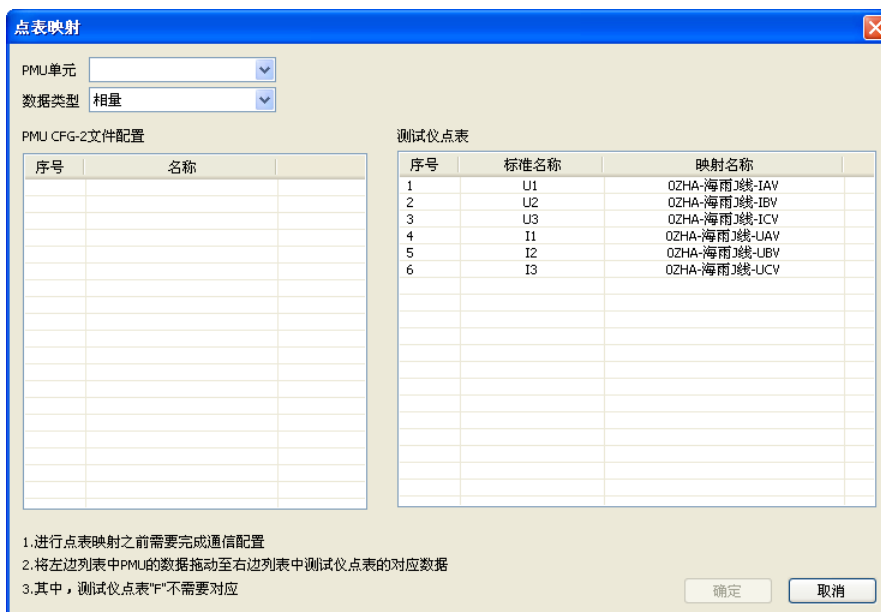 点表映射
PMU单元
数据类型 相量
PMU CFG-2文件配置
序号 名称
测试仪点表
序号 标准名称 映射名称
1 U1 0ZHA-海雨J线-IAV
2 U2 0ZHA-海雨J线-IBV
3 U3 0ZHA-海雨J线-ICV
4 I1 0ZHA-海雨J线-UAV
5 I2 0ZHA-海雨J线-UBV
6 I3 0ZHA-海雨J线-UCV
1.进行点表映射之前需要完成通信配置
2.将左边列表中PMU的数据拖动至右边列表中测试仪点表的对应数据
3.其中，测试仪点表"F"不需要对应
确定 取消